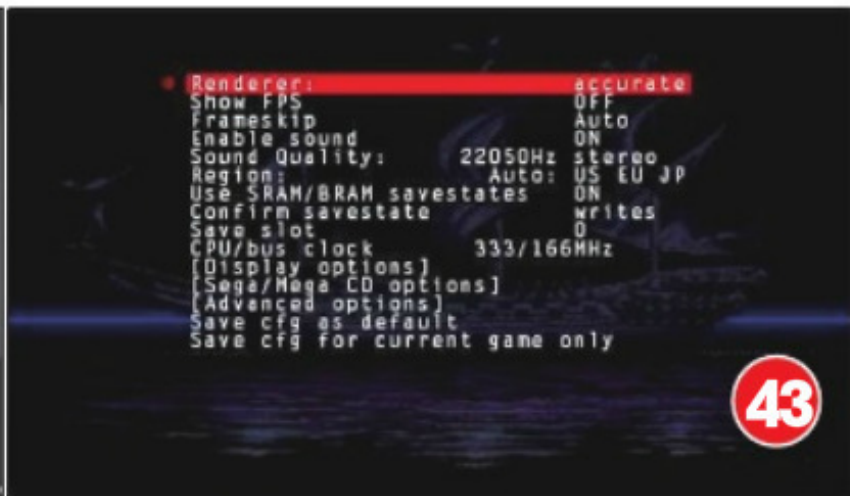 Renderer: accurate
Show FPS OFF
Frameskip Auto
Enable sound ON
Sound Quality: 22050Hz stereo
Region: Auto: US EU JP
Use SRAM/BRAM savestates ON
Confirm savestate writes
Save slot 0
CPU/bus clock 333/166MHz
[Display options]
[Sega/Mega CD options]
[Advanced options]
Save cfg as default
Save cfg for current game only
43